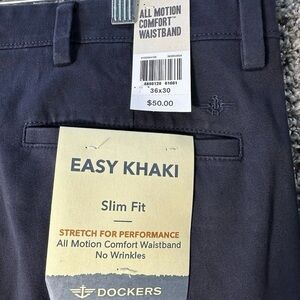 ALL MOTION
COMFORT™
WAISTBAND
36x30
$50.00
EASY KHAKI
Slim Fit
STRETCH FOR PERFORMANCE
All Motion Comfort Waistband
No Wrinkles
DOCKERS